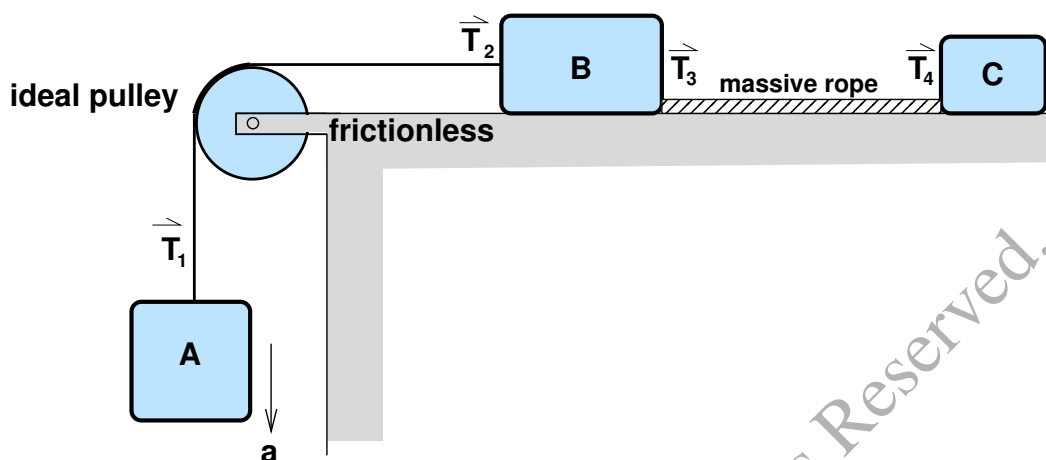 T₂
B
T₃
T₄
C
ideal pulley
massive rope
frictionless
T₁
A
a
s Reserved.